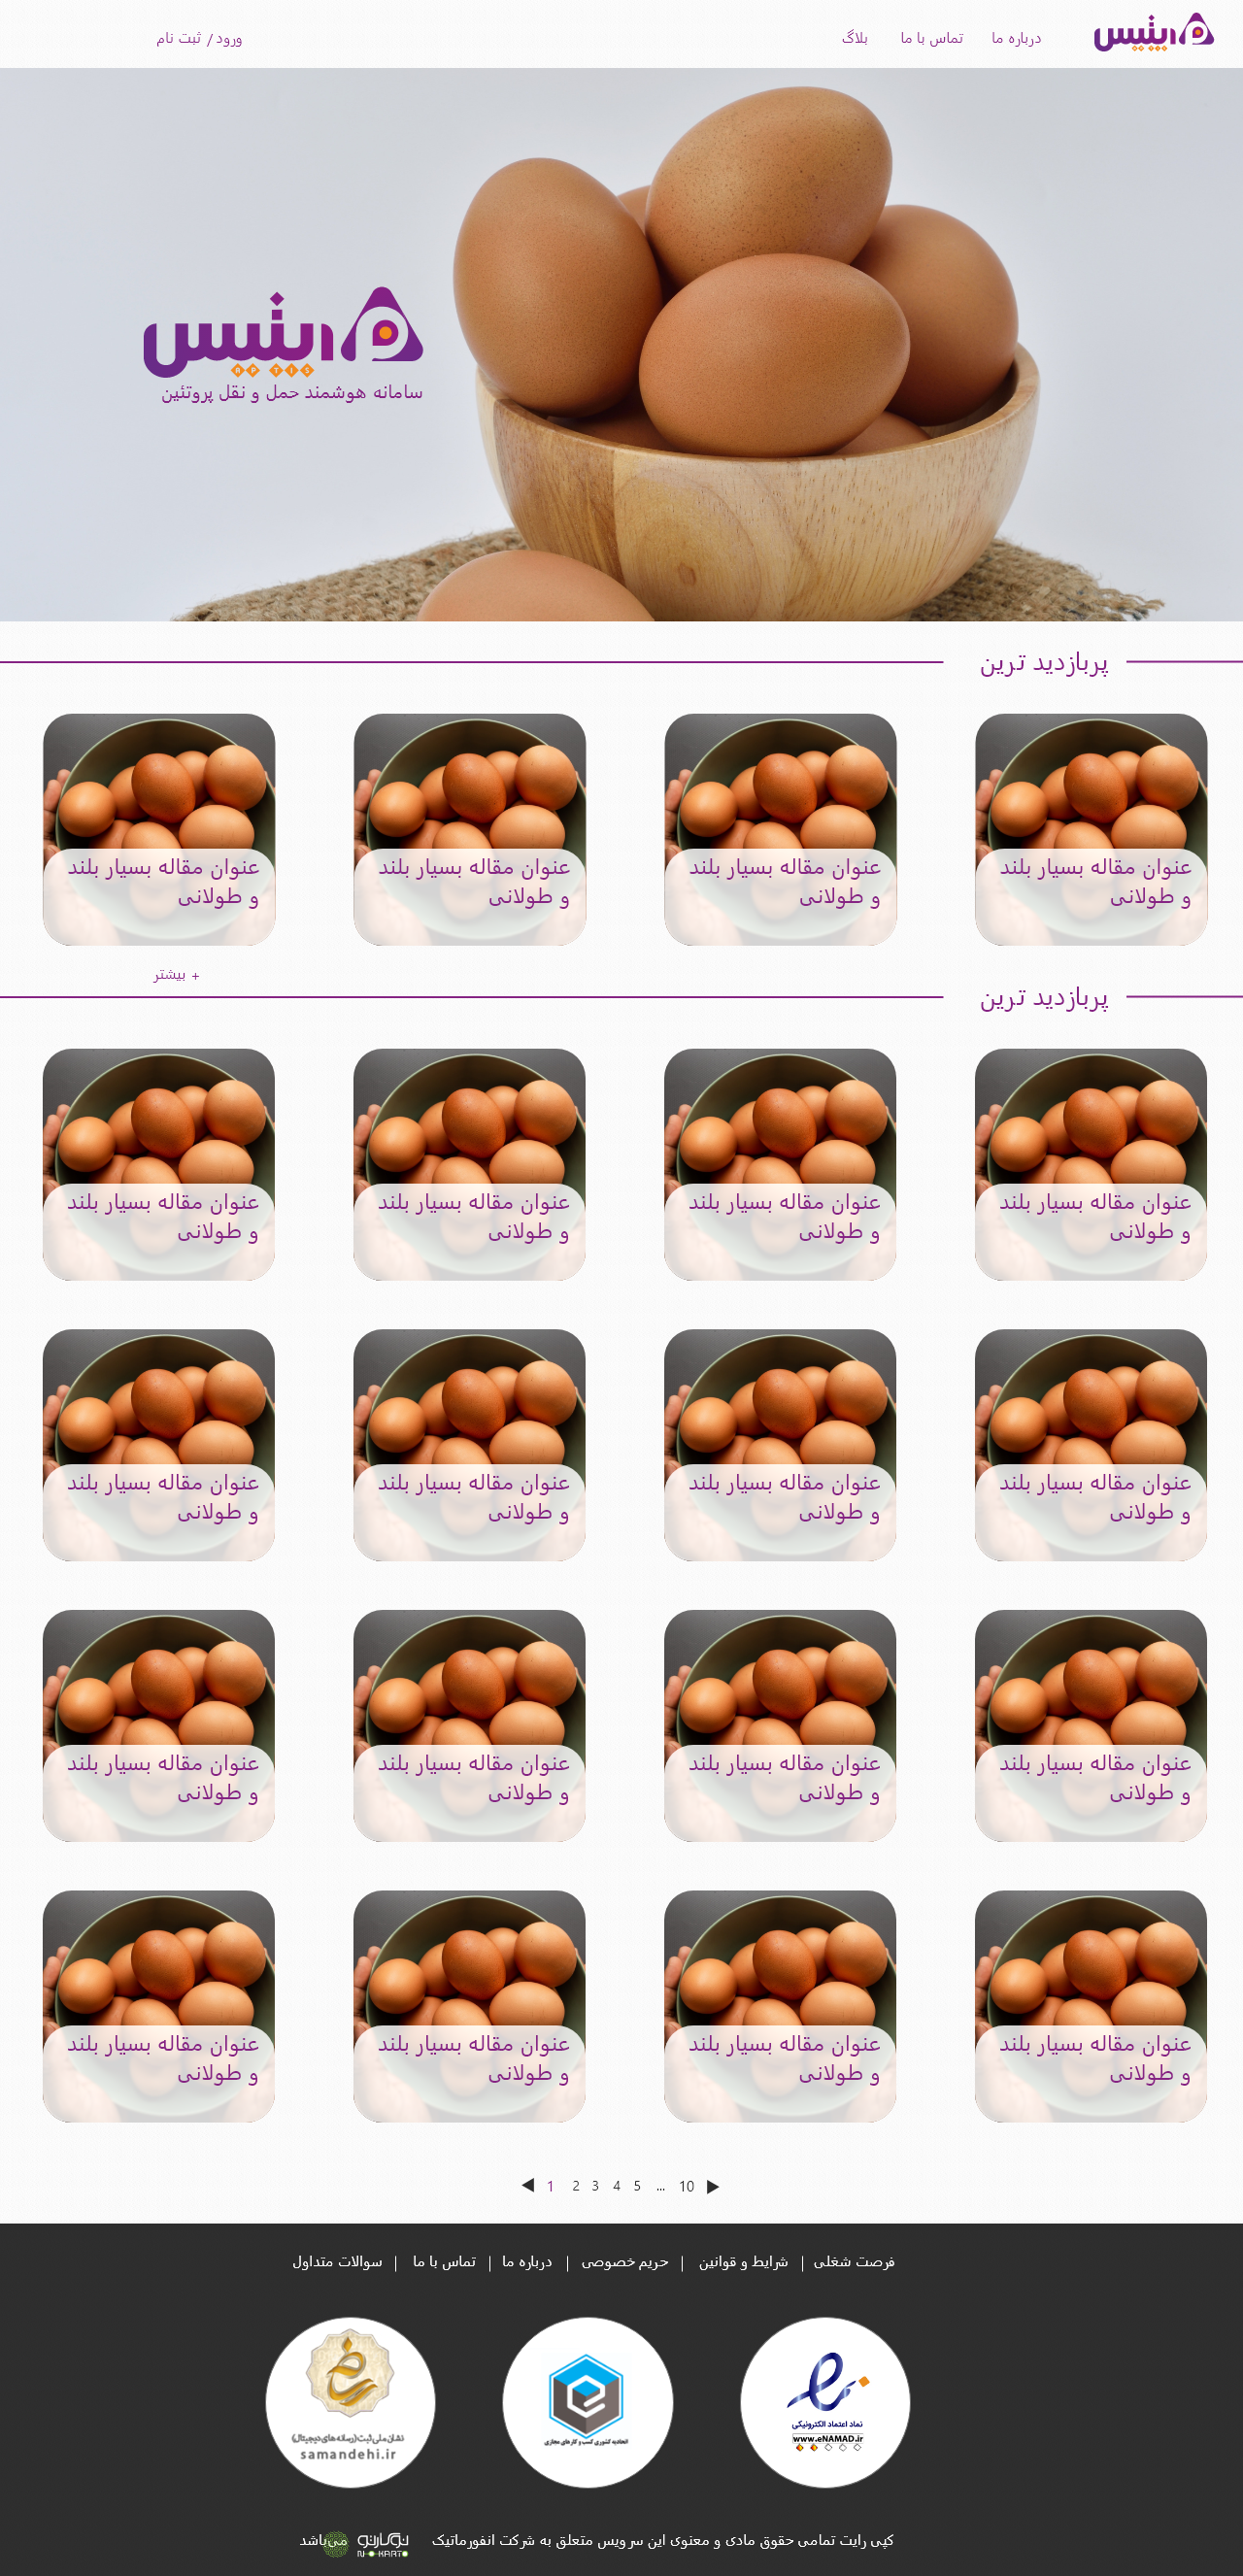 اپتیس
درباره ما
تماس با ما
بلاگ
ورود / ثبت نام
اپتیس
APTIS
سامانه هوشمند حمل و نقل پروتئین
پربازدید ترین
عنوان مقاله بسیار بلند
و طولانی
عنوان مقاله بسیار بلند
و طولانی
عنوان مقاله بسیار بلند
و طولانی
عنوان مقاله بسیار بلند
و طولانی
+ بیشتر
پربازدید ترین
عنوان مقاله بسیار بلند
و طولانی
عنوان مقاله بسیار بلند
و طولانی
عنوان مقاله بسیار بلند
و طولانی
عنوان مقاله بسیار بلند
و طولانی
عنوان مقاله بسیار بلند
و طولانی
عنوان مقاله بسیار بلند
و طولانی
عنوان مقاله بسیار بلند
و طولانی
عنوان مقاله بسیار بلند
و طولانی
عنوان مقاله بسیار بلند
و طولانی
عنوان مقاله بسیار بلند
و طولانی
عنوان مقاله بسیار بلند
و طولانی
عنوان مقاله بسیار بلند
و طولانی
عنوان مقاله بسیار بلند
و طولانی
عنوان مقاله بسیار بلند
و طولانی
عنوان مقاله بسیار بلند
و طولانی
عنوان مقاله بسیار بلند
و طولانی
1 2 3 4 5 ... 10
فرصت شغلی | شرایط و قوانین | حریم خصوصی | درباره ما | تماس با ما | سوالات متداول
نماد اعتماد الکترونیکی
www.eNAMAD.ir
اتحادیه کشوری کسب و کارهای مجازی
نشان ملی ثبت (رسانه های دیجیتال)
samandehi.ir
کپی رایت تمامی حقوق مادی و معنوی این سرویس متعلق به شرکت انفورماتیک نوکارتو می باشد
NOKARTO